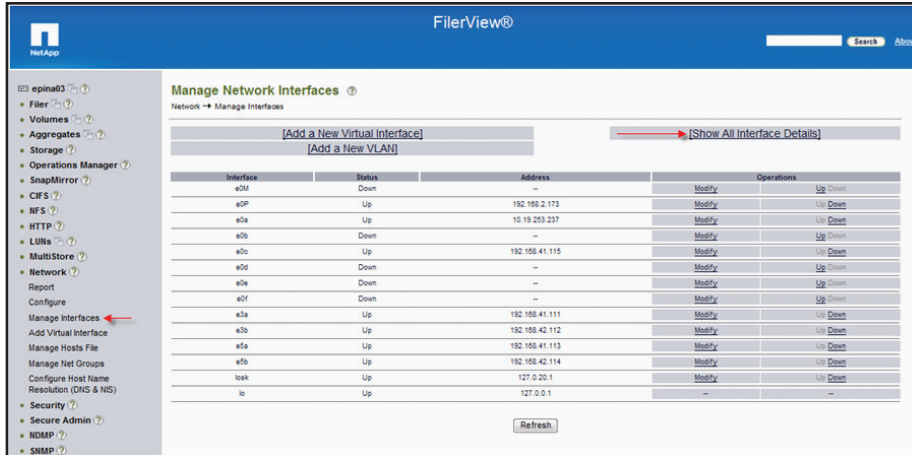 FilerView®
NetApp
Search
epina03
Filer
Volumes
Aggregates
Storage
Operations Manager
SnapMirror
CIFS
NFS
HTTP
LUNs
MultiStore
Network
Report
Configure
Manage Interfaces
Add Virtual Interface
Manage Hosts File
Manage Net Groups
Configure Host Name
Resolution (DNS & NIS)
Security
Secure Admin
NDMP
SNMP
Manage Network Interfaces
Network → Manage Interfaces
[Add a New Virtual Interface] [Show All Interface Details]
[Add a New VLAN]
Interface Status Address Operations
e0M Down -- Modify Up Down
e0P Up 192.168.2.173 Modify Up Down
e0a Up 10.19.253.237 Modify Up Down
e0b Down -- Modify Up Down
e0c Up 192.168.41.115 Modify Up Down
e0d Down -- Modify Up Down
e0e Down -- Modify Up Down
e0f Down -- Modify Up Down
e3a Up 192.168.41.111 Modify Up Down
e3b Up 192.168.42.112 Modify Up Down
e5a Up 192.168.41.113 Modify Up Down
e5b Up 192.168.42.114 Modify Up Down
losk Up 127.0.20.1 Modify Up Down
lo Up 127.0.0.1 -- --
Refresh